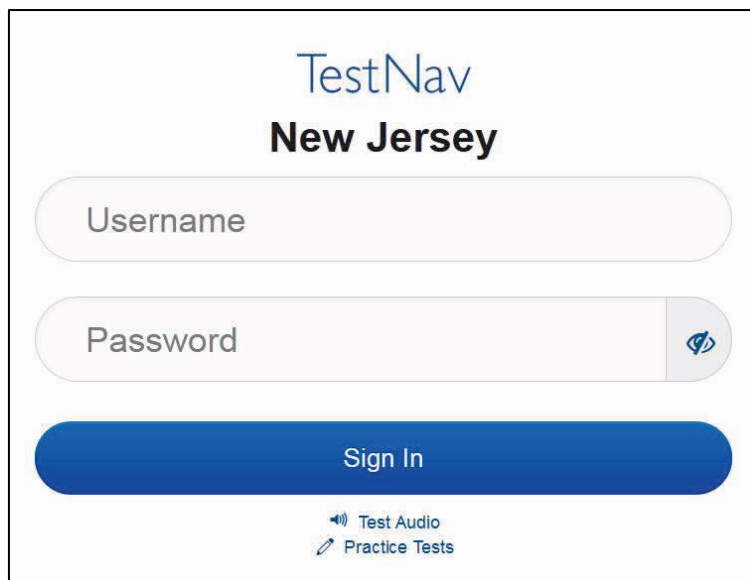 TestNav
New Jersey
Username
Password
Sign In
Test Audio
Practice Tests